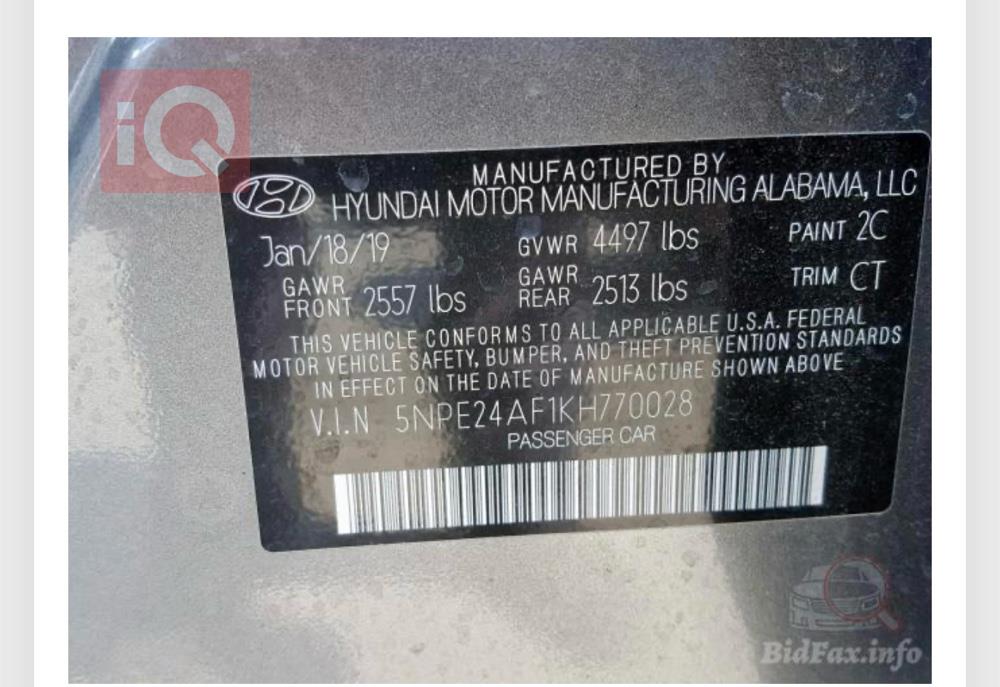 iQ
MANUFACTURED BY
HYUNDAI MOTOR MANUFACTURING ALABAMA, LLC
Jan/18/19 GVWR 4497 lbs PAINT 2C
GAWR FRONT 2557 lbs GAWR REAR 2513 lbs TRIM CT
THIS VEHICLE CONFORMS TO ALL APPLICABLE U.S.A. FEDERAL
MOTOR VEHICLE SAFETY, BUMPER, AND THEFT PREVENTION STANDARDS
IN EFFECT ON THE DATE OF MANUFACTURE SHOWN ABOVE
V.I.N 5NPE24AF1KH770028
PASSENGER CAR
BidFax.info